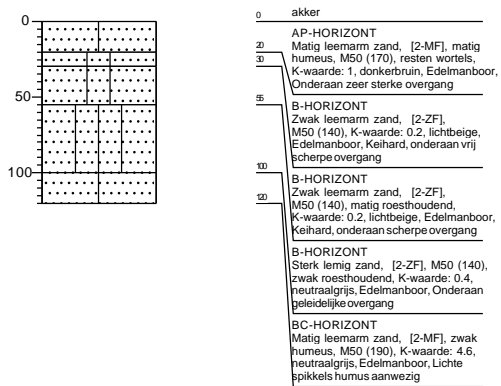 0
50
100
0
akker
20
AP-HORIZONT
Matig leemarm zand, [2-MF], matig
humeus, M50 (170), resten wortels,
K-waarde: 1, donkerbruin, Edelmanboor,
Onderaan zeer sterke overgang
30
B-HORIZONT
Zwak leemarm zand, [2-ZF],
M50 (140), K-waarde: 0.2, lichtbeige,
Edelmanboor, Keihard, onderaan vrij
scherpe overgang
55
B-HORIZONT
Zwak leemarm zand, [2-ZF],
M50 (140), matig roesthoudend,
K-waarde: 0.2, lichtbeige, Edelmanboor,
Keihard, onderaan scherpe overgang
100
B-HORIZONT
Sterk lemig zand, [2-ZF], M50 (140),
zwak roesthoudend, K-waarde: 0.4,
neutraalgrijs, Edelmanboor, Onderaan
geleidelijke overgang
120
BC-HORIZONT
Matig leemarm zand, [2-MF], zwak
humeus, M50 (190), K-waarde: 4.6,
neutraalgrijs, Edelmanboor, Lichte
spikkels humus aanwezig